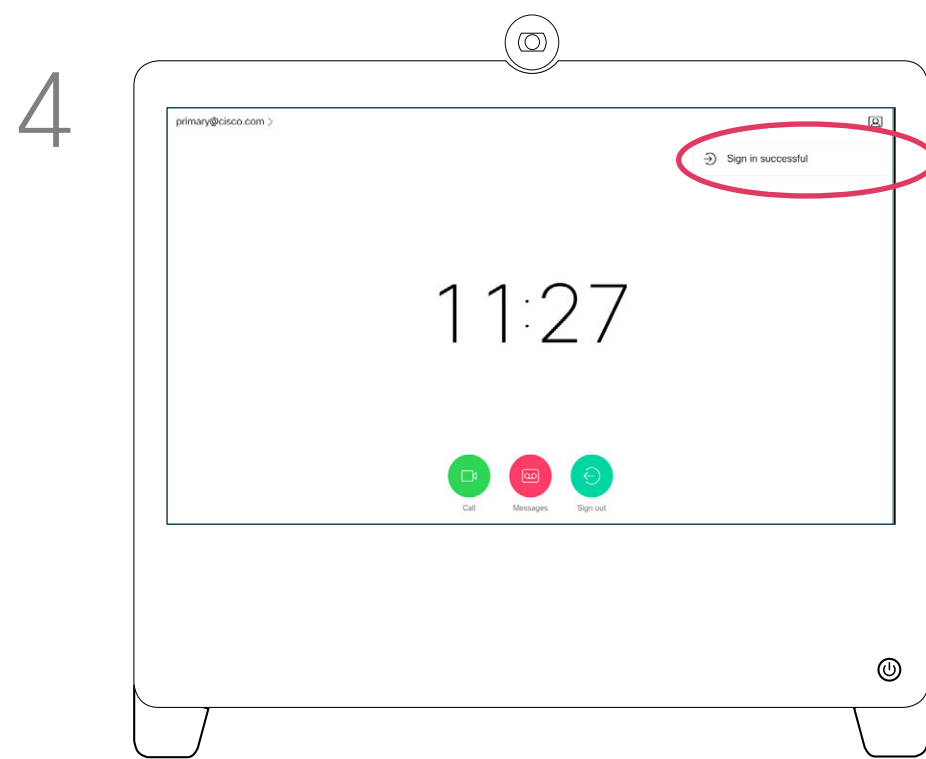 4
primary@cisco.com >
Sign in successful
11:27
Call Messages Sign out